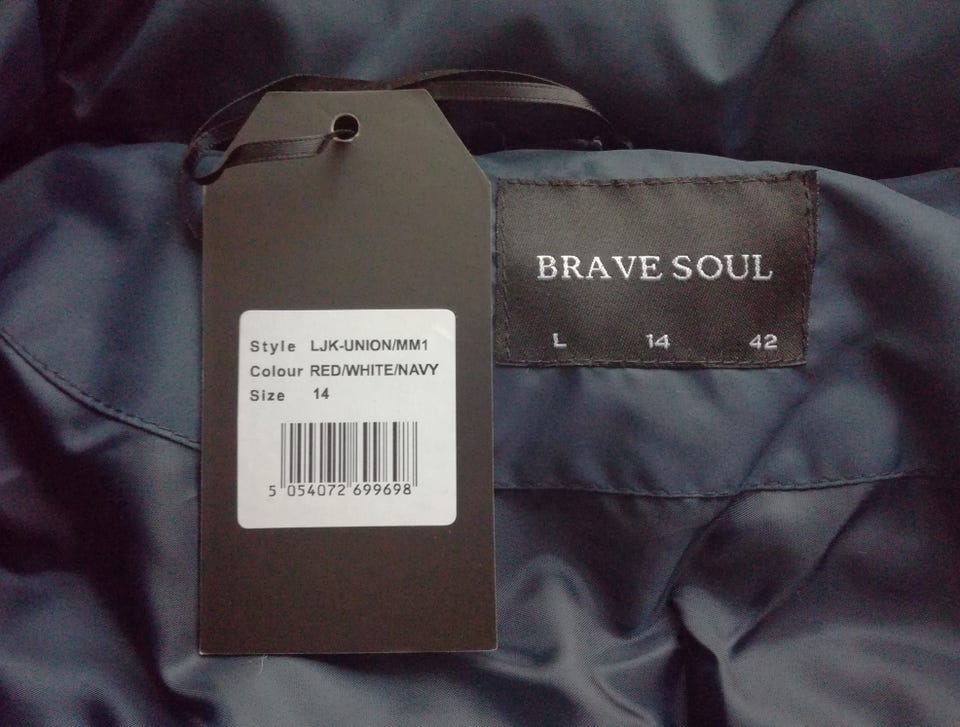 Style LJK-UNION/MM1
Colour RED/WHITE/NAVY
Size 14
5 054072 699698
BRAVE SOUL
L 14 42